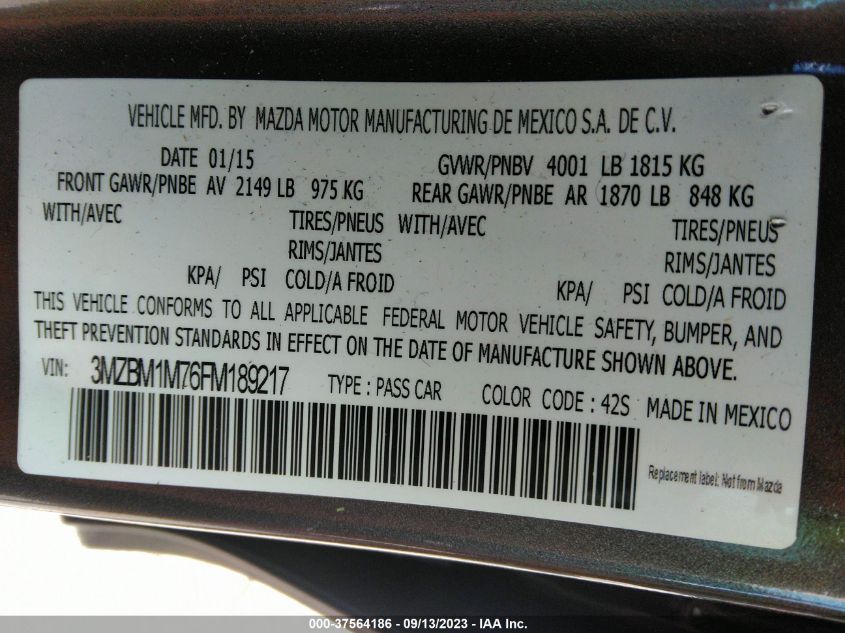 VEHICLE MFD. BY MAZDA MOTOR MANUFACTURING DE MEXICO S.A. DE C.V.
DATE 01/15 GVWR/PNBV 4001 LB 1815 KG
FRONT GAWR/PNBE AV 2149 LB 975 KG REAR GAWR/PNBE AR 1870 LB 848 KG
WITH/AVEC TIRES/PNEUS WITH/AVEC TIRES/PNEUS
RIMS/JANTES RIMS/JANTES
KPA/ PSI COLD/A FROID KPA/ PSI COLD/A FROID
THIS VEHICLE CONFORMS TO ALL APPLICABLE FEDERAL MOTOR VEHICLE SAFETY, BUMPER, AND
THEFT PREVENTION STANDARDS IN EFFECT ON THE DATE OF MANUFACTURE SHOWN ABOVE.
VIN: 3MZBM1M76FM189217 TYPE : PASS CAR COLOR CODE : 42S MADE IN MEXICO
Replacement label: Not from Mazda
000-37564186 - 09/13/2023 - IAAI.com